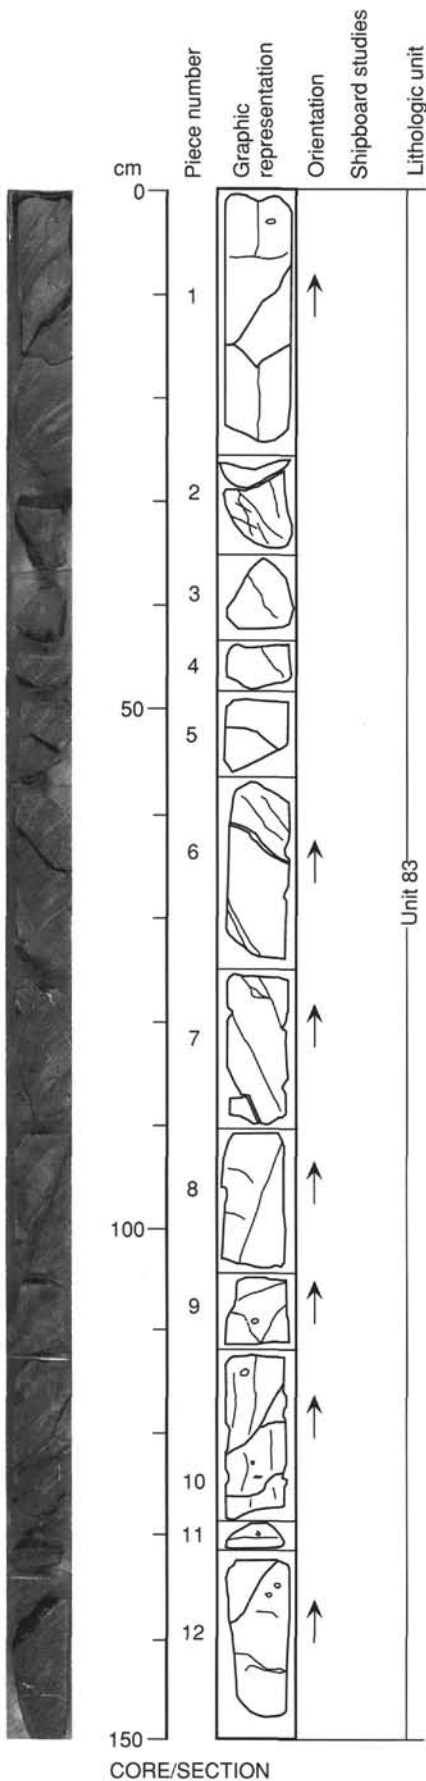 cm
Piece number
Graphic
representation
Orientation
Shipboard studies
Lithologic unit
0
1
2
3
4
50
5
6
Unit 83
7
8
100
9
10
11
12
150
CORE/SECTION